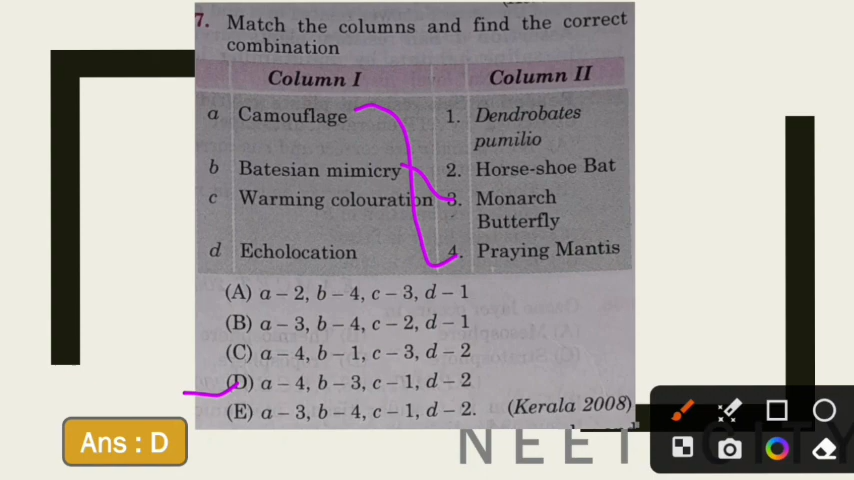 7. Match the columns and find the correct
combination
Column I Column II
a Camouflage 1. Dendrobates
pumilio
b Batesian mimicry 2. Horse-shoe Bat
c Warming colouration 3. Monarch
Butterfly
d Echolocation 4. Praying Mantis
(A) a – 2, b – 4, c – 3, d – 1
(B) a – 3, b – 4, c – 2, d – 1
(C) a – 4, b – 1, c – 3, d – 2
(D) a – 4, b – 3, c – 1, d – 2
(E) a – 3, b – 4, c – 1, d – 2. (Kerala 2008)
Ans : D
NEET CITY